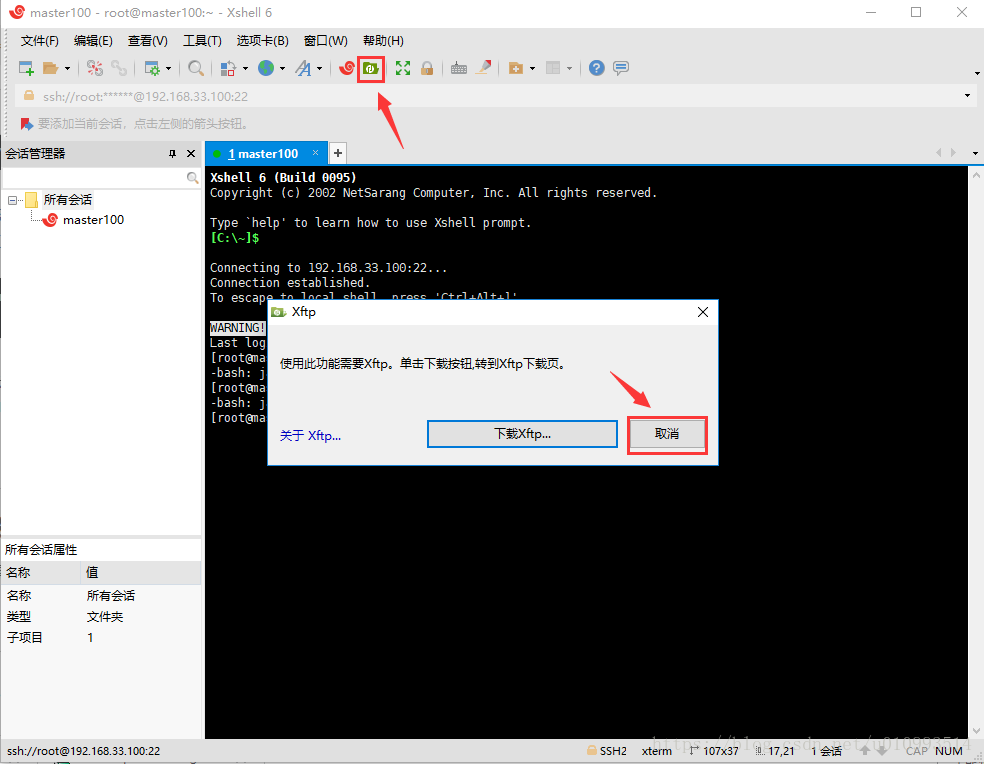 master100 - root@master100:~ - Xshell 6
文件(F) 编辑(E) 查看(V) 工具(T) 选项卡(B) 窗口(W) 帮助(H)
ssh://root:******@192.168.33.100:22
要添加当前会话，点击左侧的箭头按钮。
会话管理器
1 master100
所有会话
master100
Xshell 6 (Build 0095)
Copyright (c) 2002 NetSarang Computer, Inc. All rights reserved.
Type `help' to learn how to use Xshell prompt.
[C:\~]$
Connecting to 192.168.33.100:22...
Connection established.
To escape to local shell, press 'Ctrl+Alt+]'.
WARNING!
Last log
[root@ma
-bash: j
[root@ma
-bash: j
[root@ma
Xftp
使用此功能需要Xftp。单击下载按钮,转到Xftp下载页。
关于 Xftp...
下载Xftp...
取消
所有会话属性
名称 值
名称 所有会话
类型 文件夹
子项目 1
ssh://root@192.168.33.100:22
SSH2 xterm 107x37 17,21 1 会话 CAP NUM